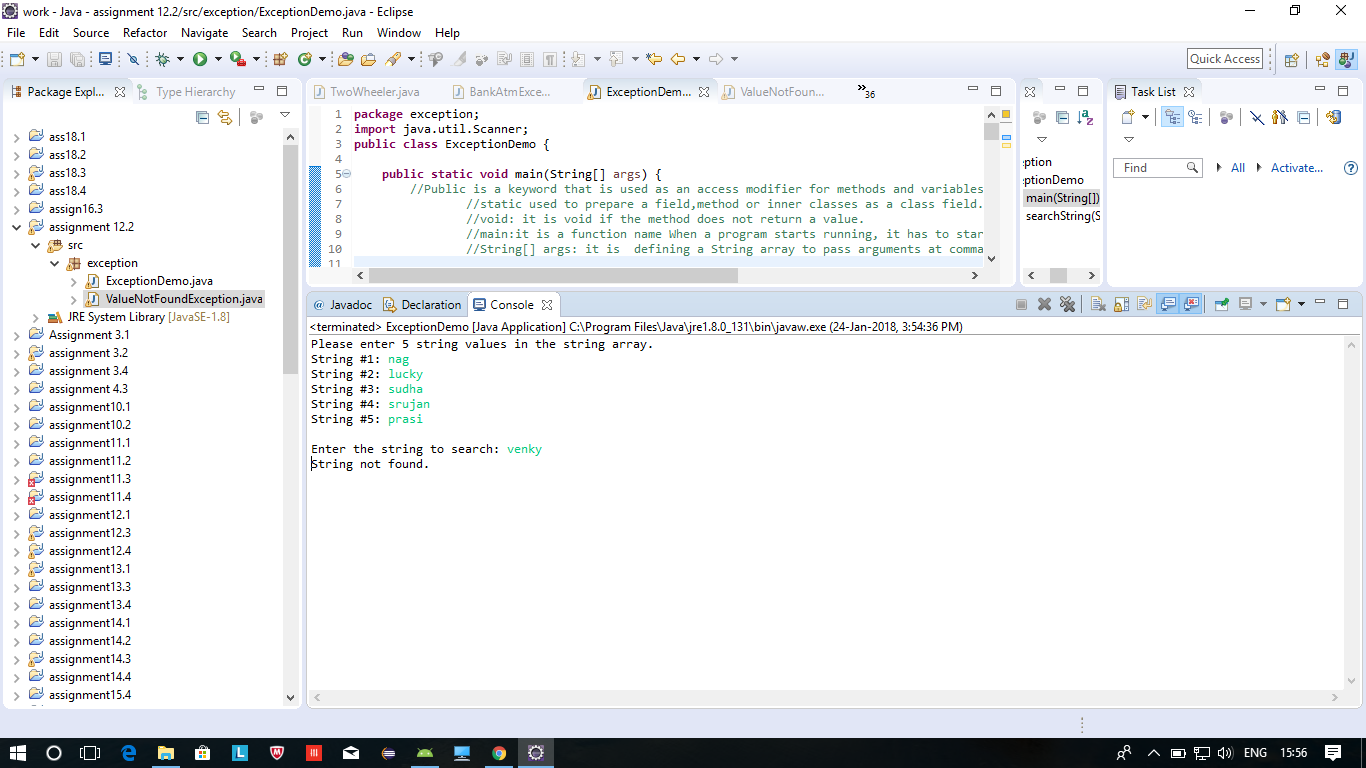 work - Java - assignment 12.2/src/exception/ExceptionDemo.java - Eclipse
File Edit Source Refactor Navigate Search Project Run Window Help
Quick Access
Package Expl... Type Hierarchy
ass18.1
ass18.2
ass18.3
ass18.4
assign16.3
assignment 12.2
src
exception
ExceptionDemo.java
ValueNotFoundException.java
JRE System Library [JavaSE-1.8]
Assignment 3.1
assignment 3.2
assignment 3.4
assignment 4.3
assignment10.1
assignment10.2
assignment11.1
assignment11.2
assignment11.3
assignment11.4
assignment12.1
assignment12.3
assignment12.4
assignment13.1
assignment13.3
assignment13.4
assignment14.1
assignment14.2
assignment14.3
assignment14.4
assignment15.4
TwoWheeler.java BankAtmExce... ExceptionDem... ValueNotFoun... »36
1 package exception;
2 import java.util.Scanner;
3 public class ExceptionDemo {
4
5 public static void main(String[] args) {
6 //Public is a keyword that is used as an access modifier for methods and variables
7 //static used to prepare a field,method or inner classes as a class field.
8 //void: it is void if the method does not return a value.
9 //main:it is a function name When a program starts running, it has to star
10 //String[] args: it is  defining a String array to pass arguments at comma
11
ption
ptionDemo
main(String[])
searchString(S
Task List
Find All Activate... ?
@ Javadoc Declaration Console
<terminated> ExceptionDemo [Java Application] C:\Program Files\Java\jre1.8.0_131\bin\javaw.exe (24-Jan-2018, 3:54:36 PM)
Please enter 5 string values in the string array.
String #1: nag
String #2: lucky
String #3: sudha
String #4: srujan
String #5: prasi
Enter the string to search: venky
String not found.
ENG 15:56